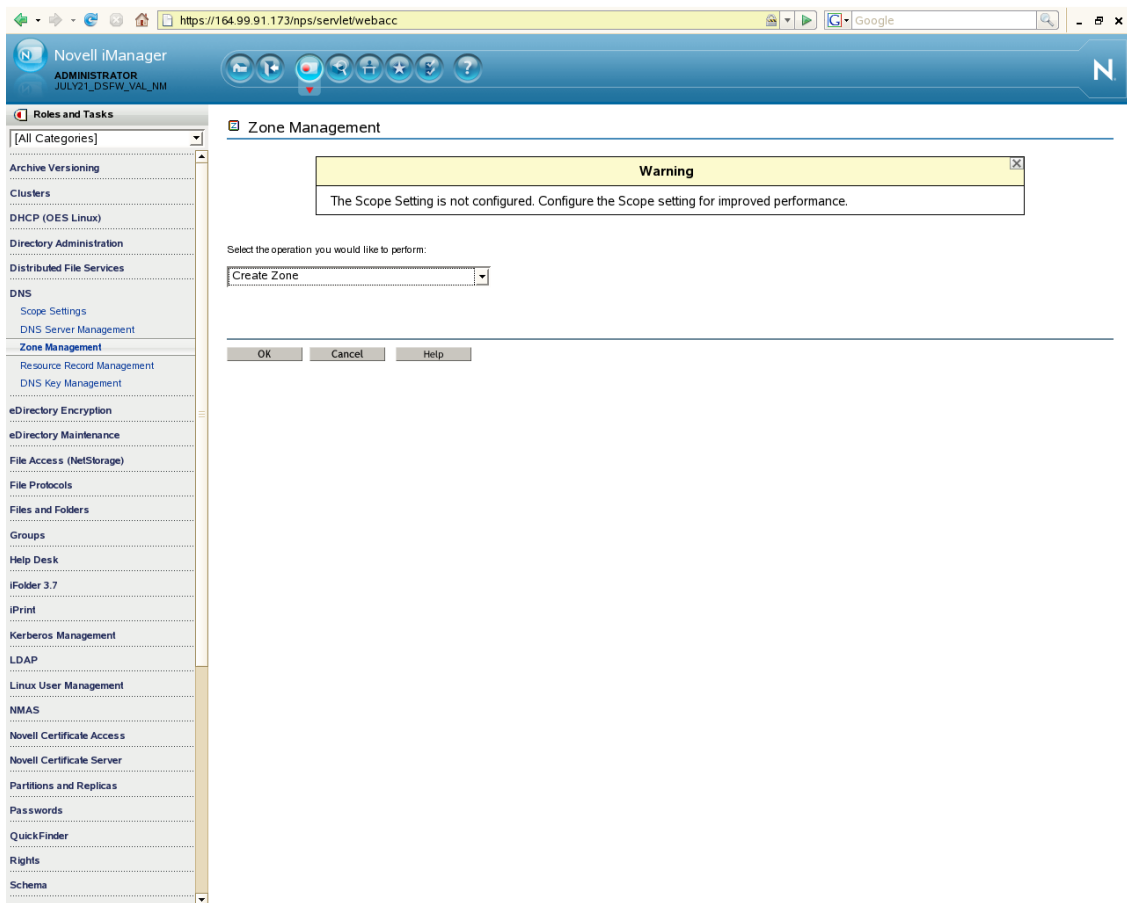 https://164.99.91.173/nps/servlet/webacc
G
Google
Novell iManager
ADMINISTRATOR
JULY21_DSFW_VAL_NM
N
Roles and Tasks
[All Categories]
Archive Versioning
Clusters
DHCP (OES Linux)
Directory Administration
Distributed File Services
DNS
Scope Settings
DNS Server Management
Zone Management
Resource Record Management
DNS Key Management
eDirectory Encryption
eDirectory Maintenance
File Access (NetStorage)
File Protocols
Files and Folders
Groups
Help Desk
iFolder 3.7
iPrint
Kerberos Management
LDAP
Linux User Management
NMAS
Novell Certificate Access
Novell Certificate Server
Partitions and Replicas
Passwords
QuickFinder
Rights
Schema
Zone Management
Warning
The Scope Setting is not configured. Configure the Scope setting for improved performance.
Select the operation you would like to perform:
Create Zone
OK
Cancel
Help